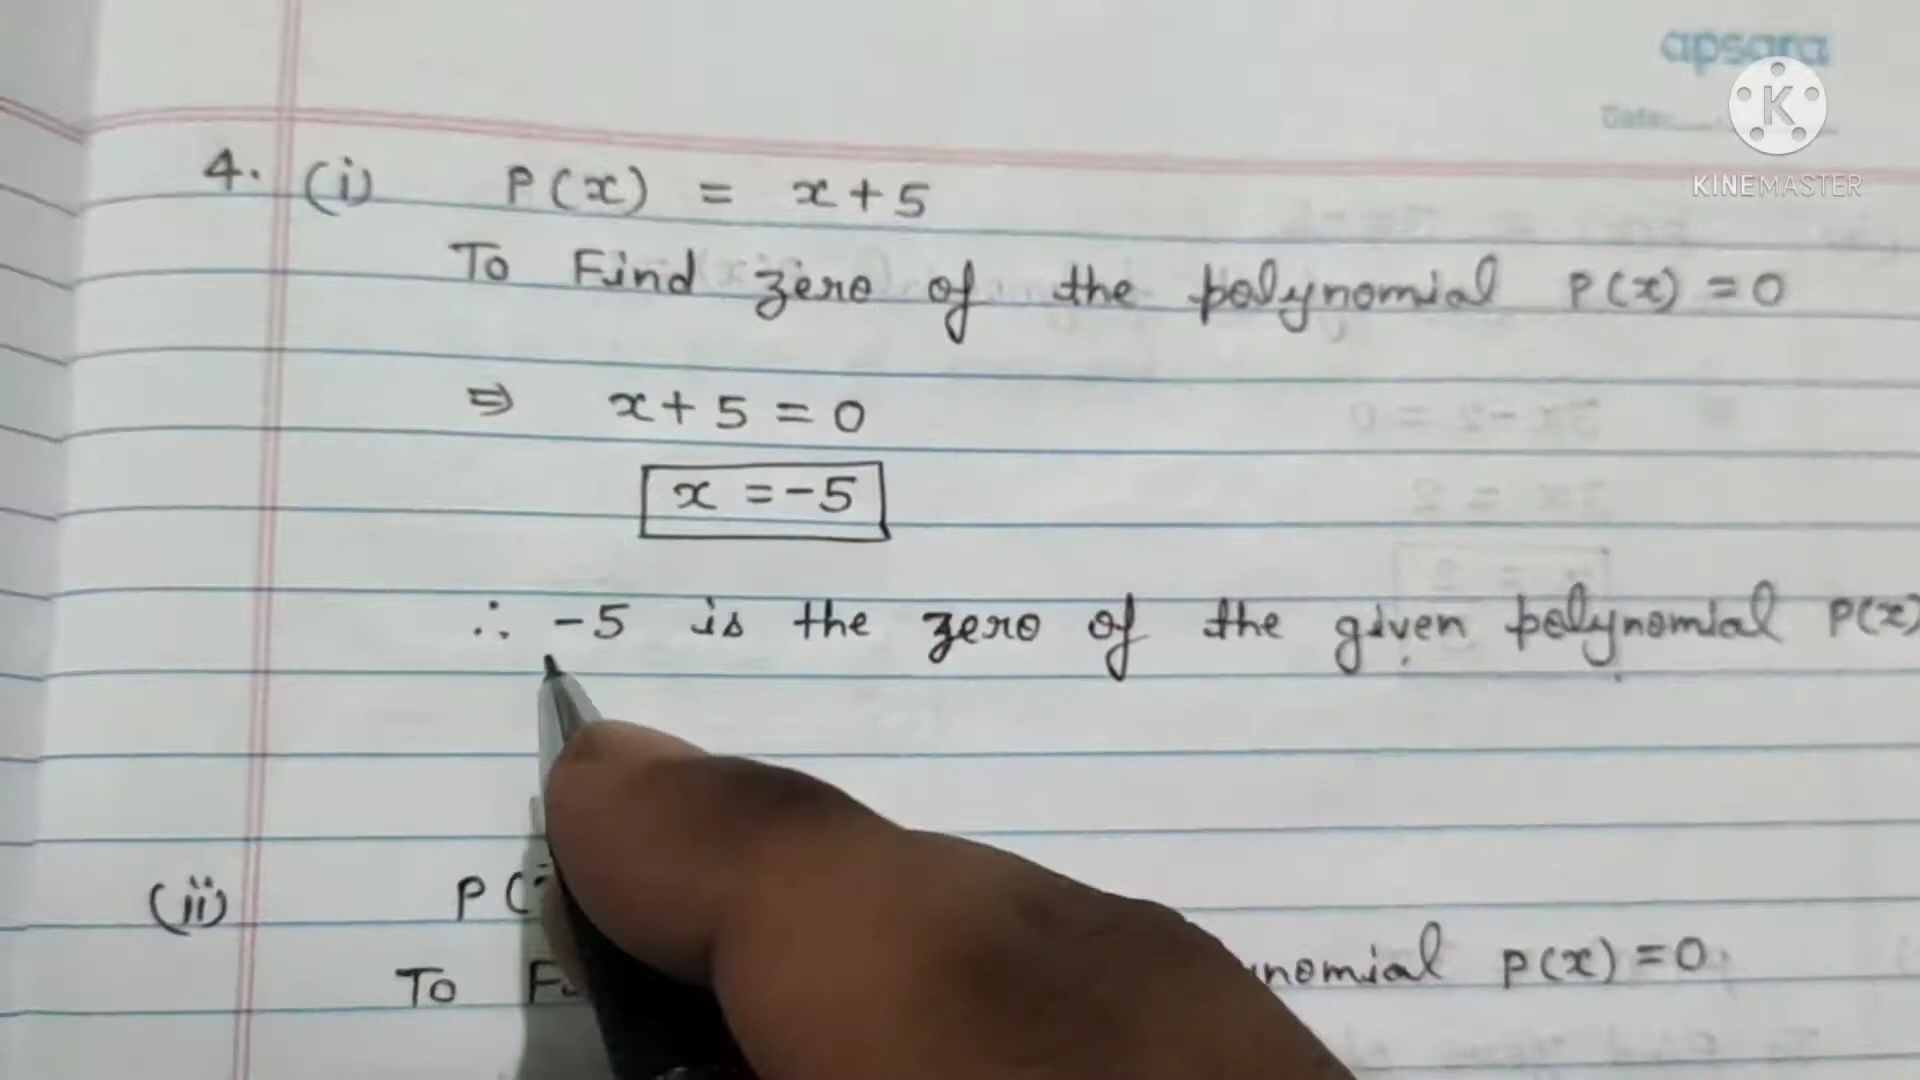 apsara
Date:
KINEMASTER
4. (i) P(x) = x+5
To Find zero of the polynomial P(x) = 0
⇒ x+5 = 0
x = -5
∴ -5 is the zero of the given polynomial P(x)
(ii) P(
To nomial P(x) = 0.